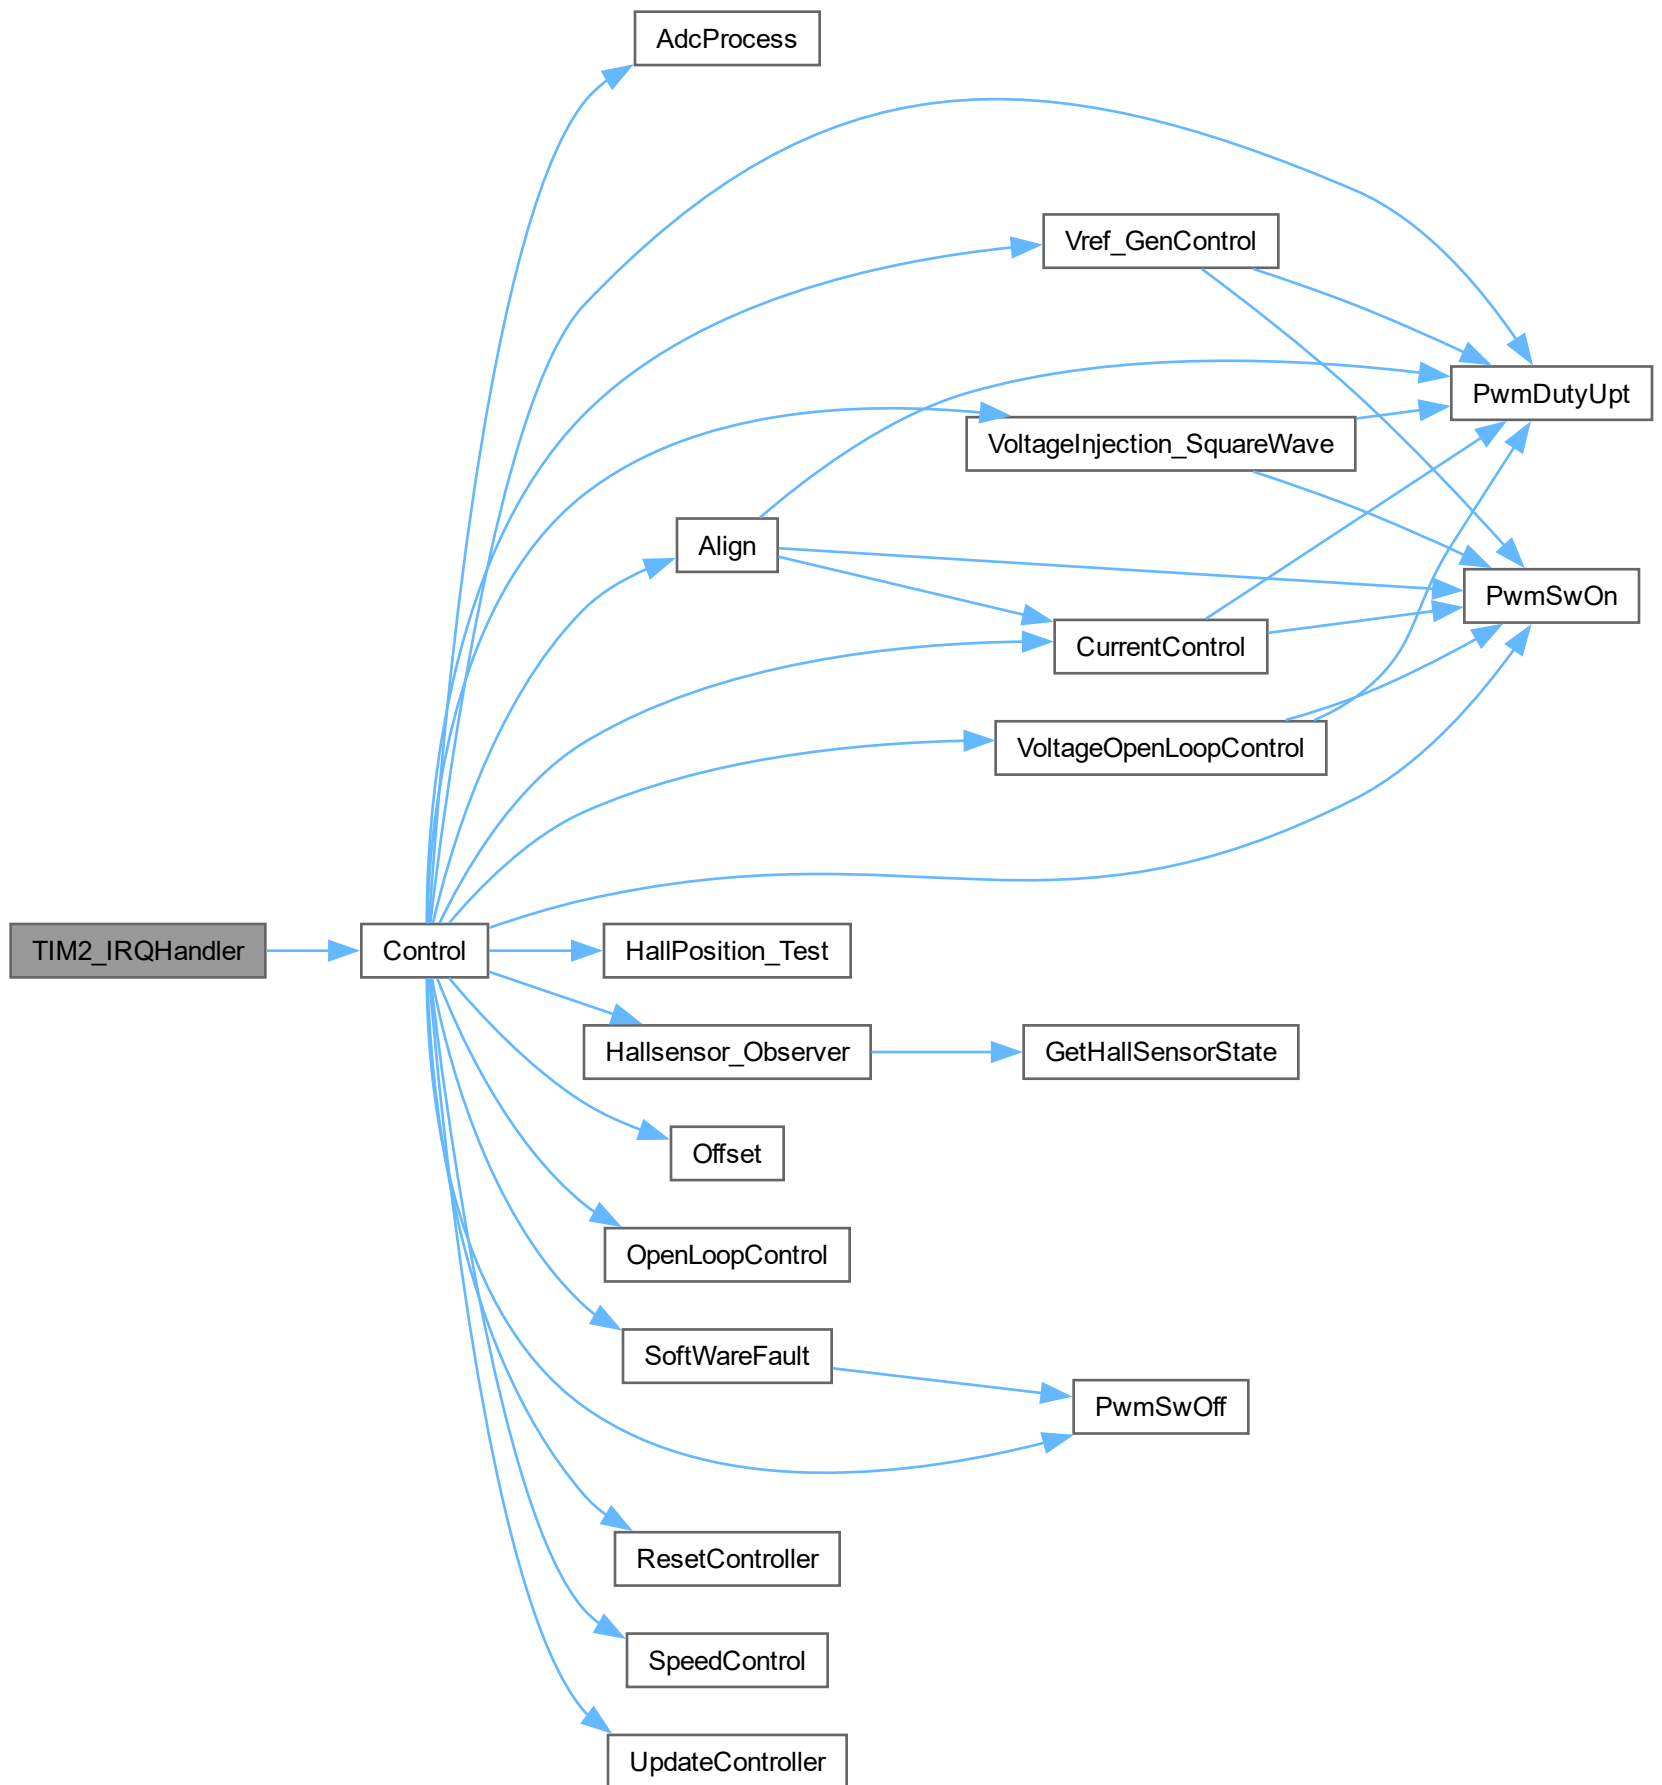 AdcProcess
Vref_GenControl
PwmDutyUpt
VoltageInjection_SquareWave
Align
PwmSwOn
CurrentControl
VoltageOpenLoopControl
TIM2_IRQHandler
Control
HallPosition_Test
Hallsensor_Observer
GetHallSensorState
Offset
OpenLoopControl
SoftWareFault
PwmSwOff
ResetController
SpeedControl
UpdateController